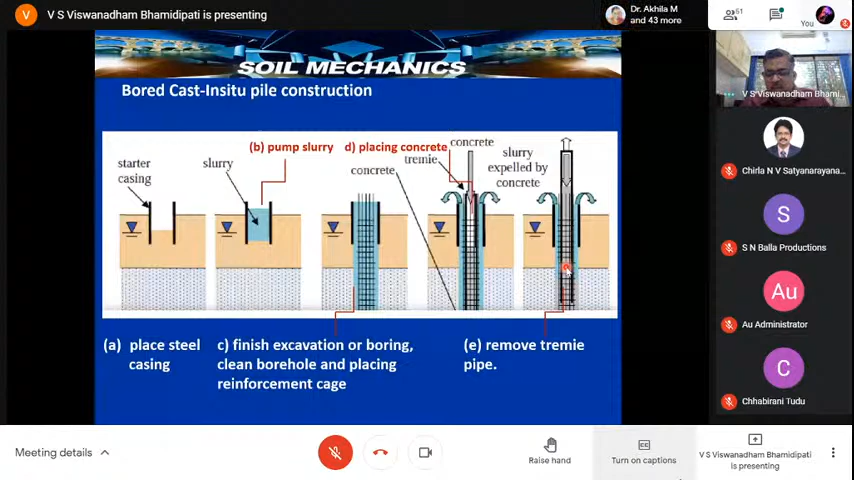 V
V S Viswanadham Bhamidipati is presenting
Dr. Akhila M
and 43 more
51
You
SOIL MECHANICS
Bored Cast-Insitu pile construction
starter
casing
slurry
(b) pump slurry
d) placing concrete
concrete
tremie
concrete
slurry
expelled by
concrete
(a) place steel
casing
c) finish excavation or boring,
clean borehole and placing
reinforcement cage
(e) remove tremie
pipe.
V S Viswanadham Bhami...
Chirla N V Satyanarayana...
S
S N Balla Productions
Au
Au Administrator
C
Chhabirani Tudu
Meeting details
Raise hand
Turn on captions
V S Viswanadham Bhamidipati
is presenting